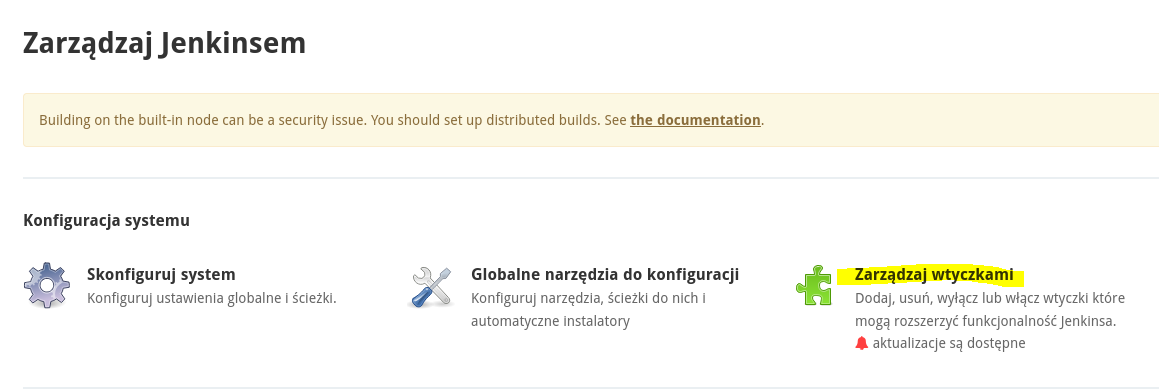 Zarządzaj Jenkinsem
Building on the built-in node can be a security issue. You should set up distributed builds. See the documentation.
Konfiguracja systemu
Skonfiguruj system
Konfiguruj ustawienia globalne i ścieżki.
Globalne narzędzia do konfiguracji
Konfiguruj narzędzia, ścieżki do nich i
automatyczne instalatory
Zarządzaj wtyczkami
Dodaj, usuń, wyłącz lub włącz wtyczki które
mogą rozszerzyć funkcjonalność Jenkinsa.
aktualizacje są dostępne